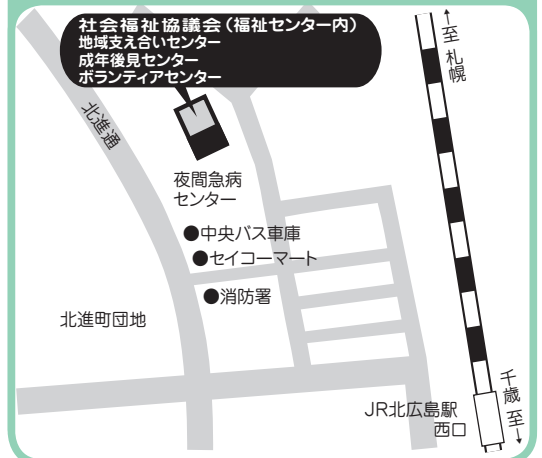 社会福祉協議会（福祉センター内）
地域支え合いセンター
成年後見センター
ボランティアセンター
←至 札幌
北進通
夜間急病
センター
●中央バス車庫
●セイコーマート
●消防署
北進町団地
JR北広島駅
西口
千歳 至→